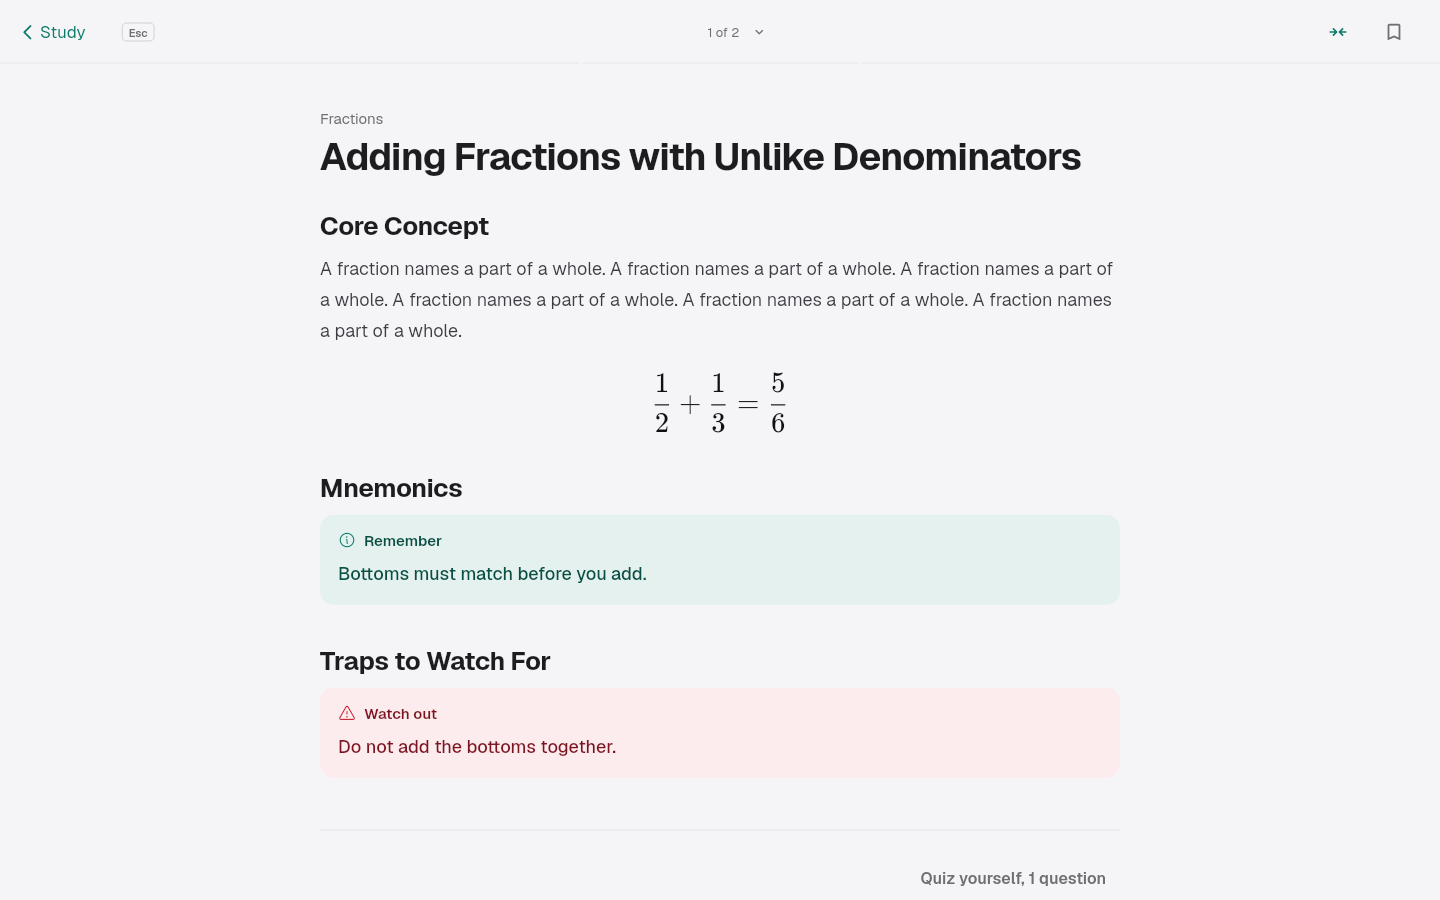 Study
Esc
1 of 2
Fractions
Adding Fractions with Unlike Denominators
Core Concept
A fraction names a part of a whole. A fraction names a part of a whole. A fraction names a part of
a whole. A fraction names a part of a whole. A fraction names a part of a whole. A fraction names
a part of a whole.
1/2 + 1/3 = 5/6
Mnemonics
Remember
Bottoms must match before you add.
Traps to Watch For
Watch out
Do not add the bottoms together.
Quiz yourself, 1 question